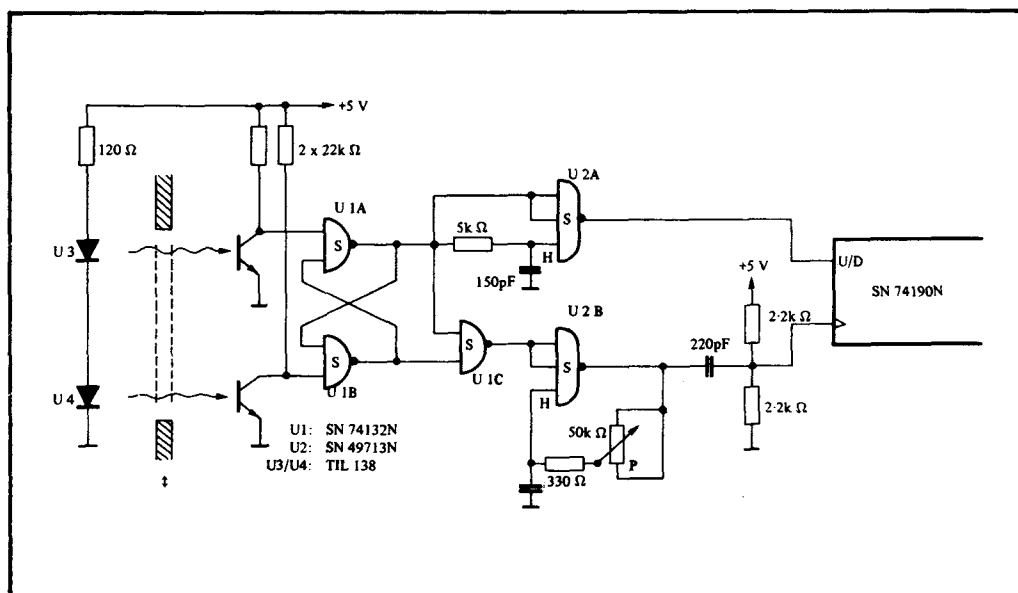 +5 V
120 Ω
2 x 22k Ω
U 3
U 4
U 1A
S
U 1B
S
U 1C
S
5k Ω
150pF
U 2A
S
H
U 2 B
S
H
50k Ω
P
330 Ω
220pF
+5 V
2·2k Ω
2·2k Ω
U/D
SN 74190N
U1: SN 74132N
U2: SN 49713N
U3/U4: TIL 138